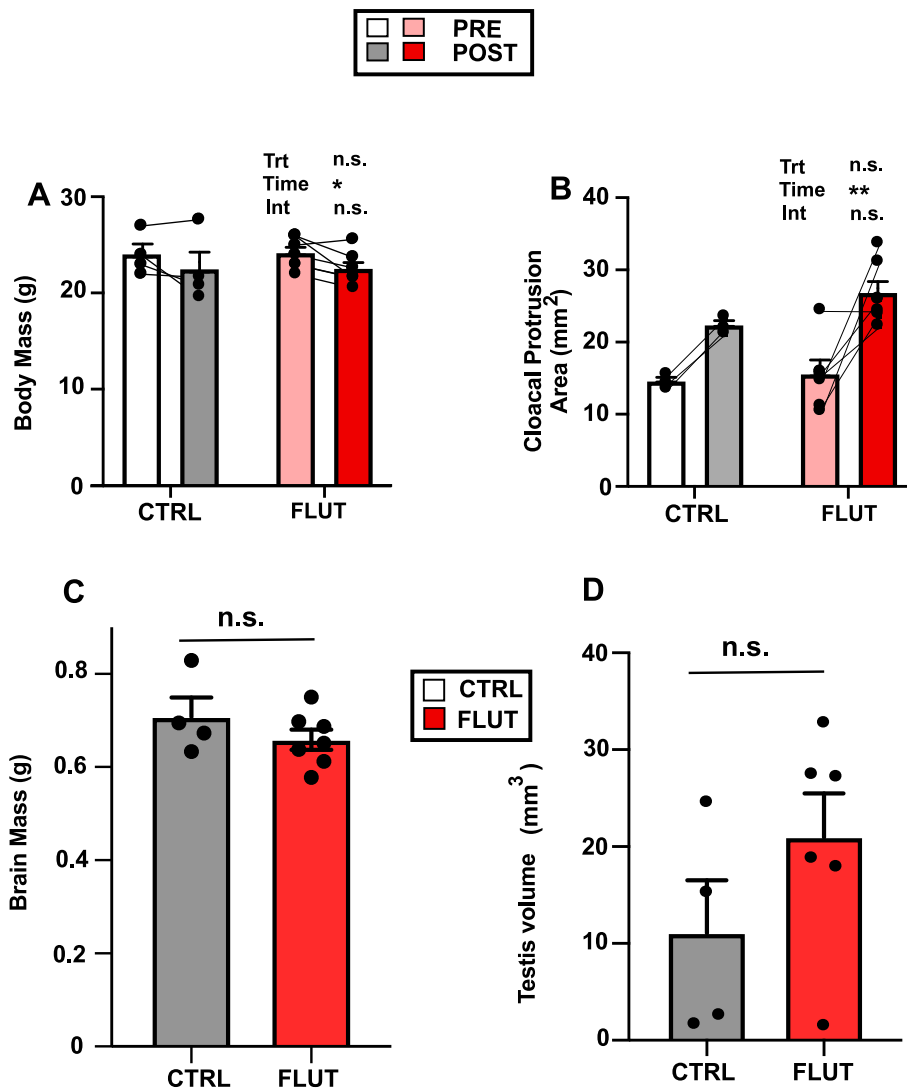 PRE
POST
A
Trt n.s.
Time *
Int n.s.
Body Mass (g)
30
20
10
0
CTRL FLUT
B
Trt n.s.
Time **
Int n.s.
Cloacal Protrusion
Area (mm²)
40
30
20
10
0
CTRL FLUT
C
n.s.
Brain Mass (g)
0.8
0.6
0.4
0.2
0
CTRL FLUT
CTRL
FLUT
D
n.s.
Testis volume (mm³)
40
30
20
10
0
CTRL FLUT